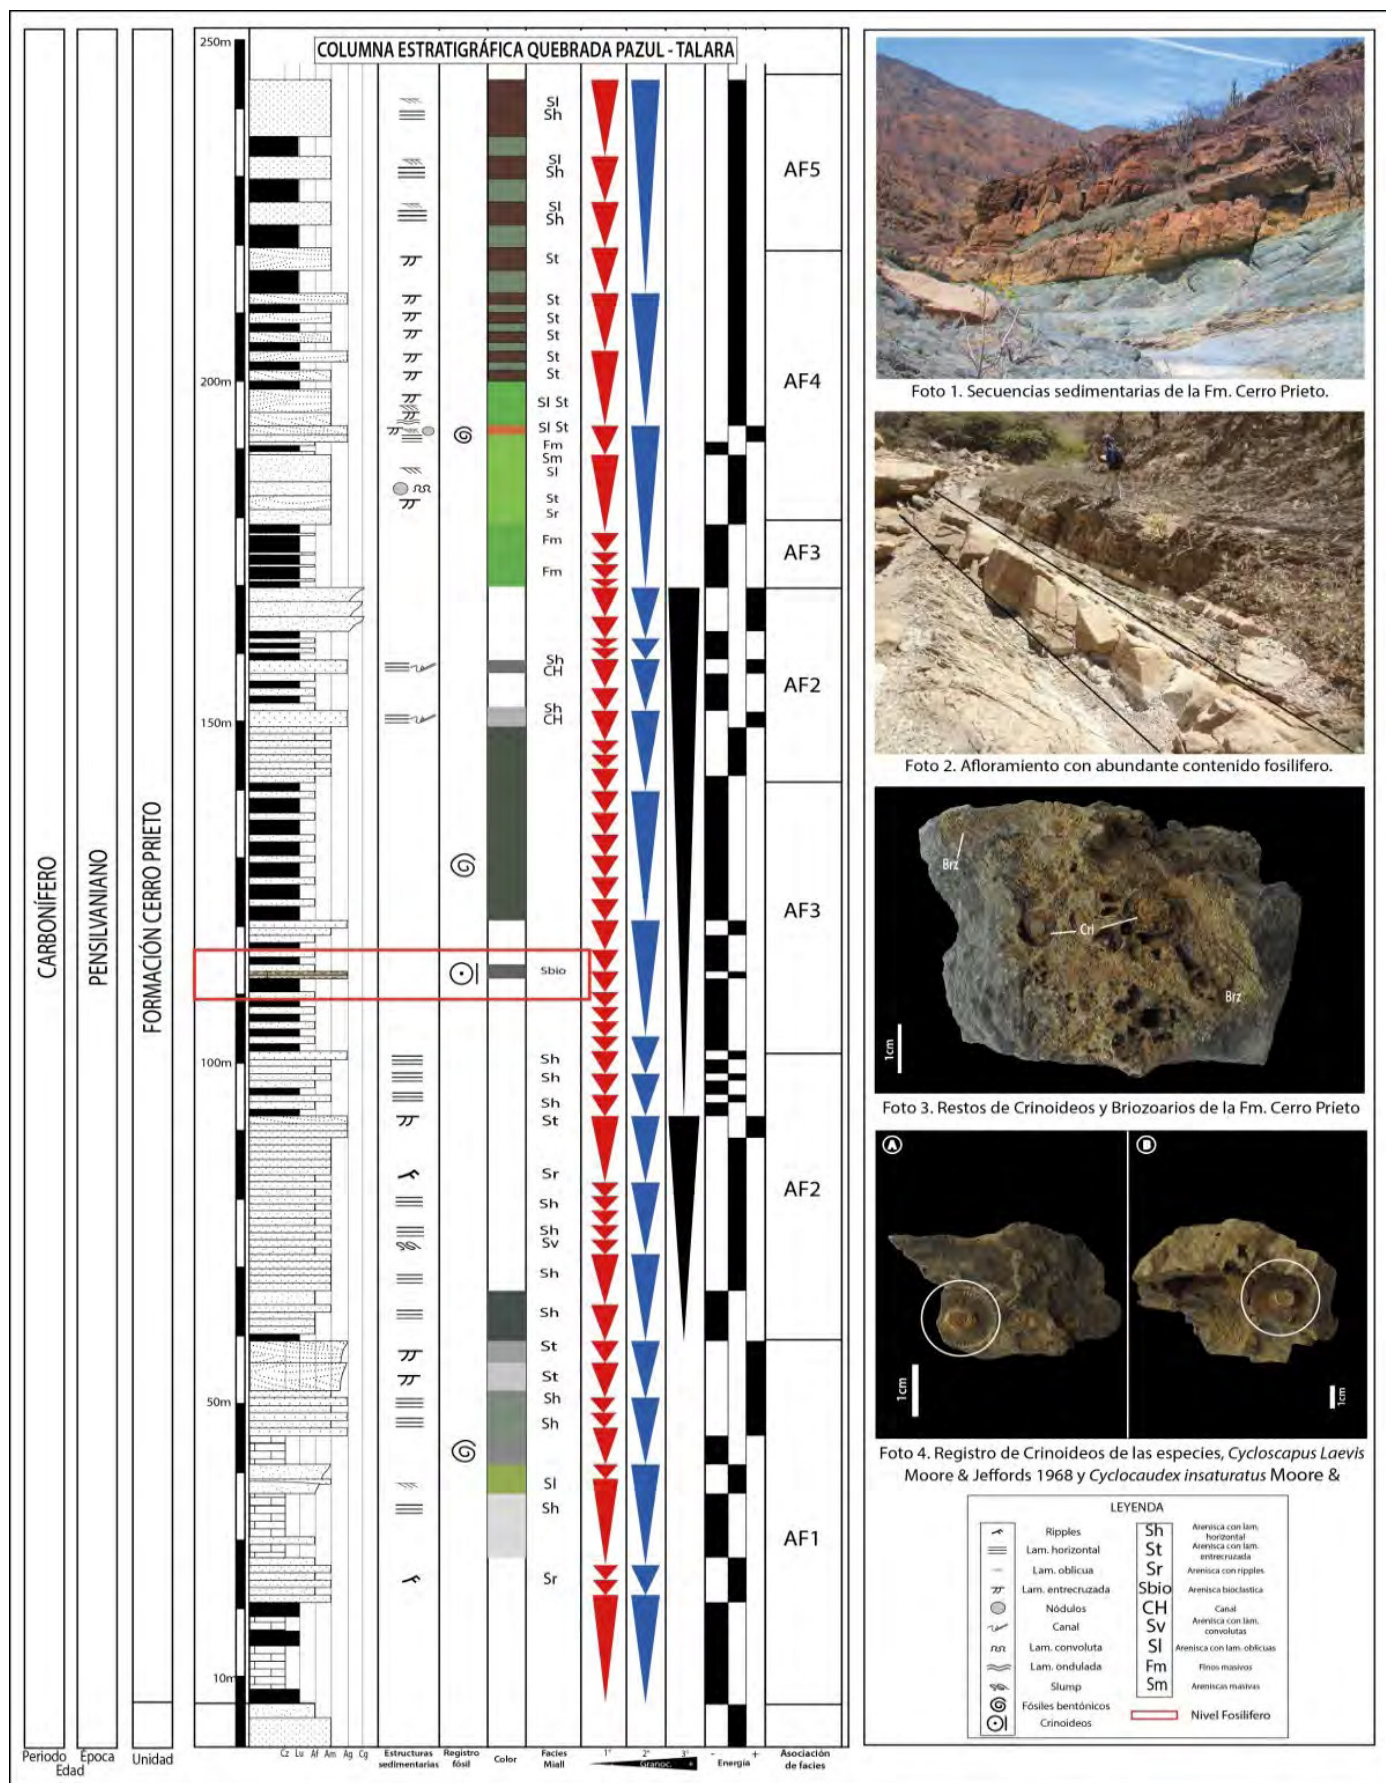 COLUMNA ESTRATIGRÁFICA QUEBRADA PAZUL - TALARA
CARBONÍFERO
PENSILVANIANO
FORMACIÓN CERRO PRIETO
250m
200m
150m
100m
50m
10m
Sl
Sh
Sl
Sh
Sl
Sh
St
St
St
St
St
St
Sl St
Sl St
Fm
Sm
Sl
St
Sr
Fm
Fm
Sh
CH
Sh
CH
Sbio
Sh
Sh
Sh
St
Sr
Sh
Sh
Sv
Sh
Sh
St
St
Sh
Sh
Sl
Sh
Sr
AF5
AF4
AF3
AF2
AF3
AF2
AF1
Periodo
Época
Edad
Unidad
Cz Lu Af Am Ag Cg
Estructuras
sedimentarias
Registro
fósil
Color
Facies
Miall
1° 2° 3°
- Granoc. +
- +
Energía
Asociación
de facies
Foto 1. Secuencias sedimentarias de la Fm. Cerro Prieto.
Foto 2. Afloramiento con abundante contenido fosilífero.
Brz
Cri
Brz
1cm
Foto 3. Restos de Crinoideos y Briozoarios de la Fm. Cerro Prieto
A
B
1cm
1cm
Foto 4. Registro de Crinoideos de las especies, Cycloscapus Laevis
Moore & Jeffords 1968 y Cyclocaudex insaturatus Moore &
LEYENDA
Ripples
Lam. horizontal
Lam. oblicua
Lam. entrecruzada
Nódulos
Canal
Lam. convoluta
Lam. ondulada
Slump
Fósiles bentónicos
Crinoideos
Sh Arenisca con lam. horizontal
St Arenisca con lam. entrecruzada
Sr Arenisca con ripples
Sbio Arenisca bioclastica
CH Canal
Sv Arenisca con lam. convolutas
Sl Arenisca con lam. oblicuas
Fm Finos masivos
Sm Areniscas masivas
Nivel Fosilífero